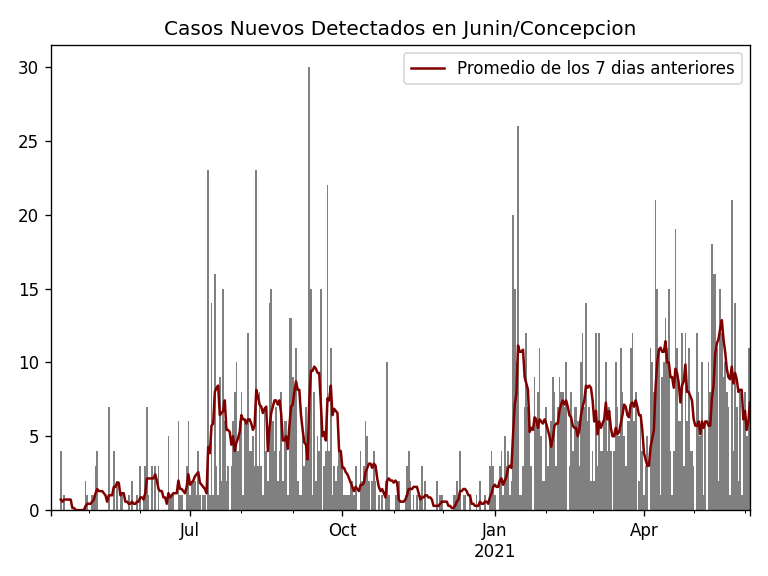 Casos Nuevos Detectados en Junin/Concepcion
Promedio de los 7 dias anteriores
30
25
20
15
10
5
0
Jul
Oct
Jan
2021
Apr